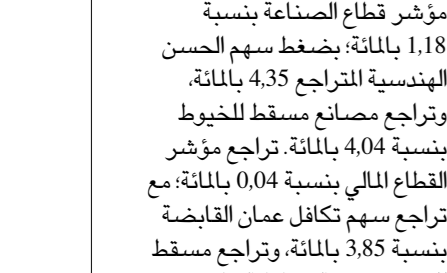 مؤشر قطاع الصناعة بنسبة
1,18 بالمائة؛ بضغط سهم الحسن
الهندسية المتراجع 4,35 بالمائة،
وتراجع مصانع مسقط للخيوط
بنسبة 4,04 بالمائة. تراجع مؤشر
القطاع المالي بنسبة 0,04 بالمائة؛ مع
تراجع سهم تكافل عمان القابضة
بنسبة 3,85 بالمائة، وتراجع مسقط